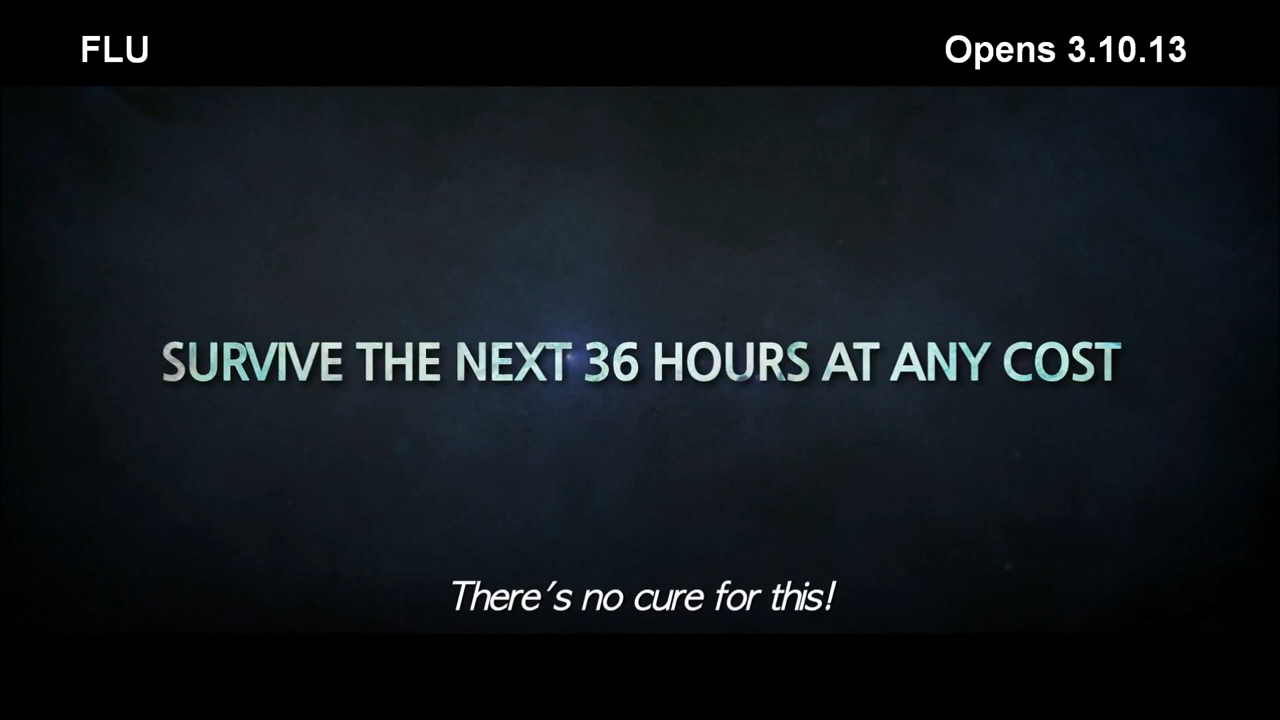 FLU
Opens 3.10.13
SURVIVE THE NEXT 36 HOURS AT ANY COST
There's no cure for this!